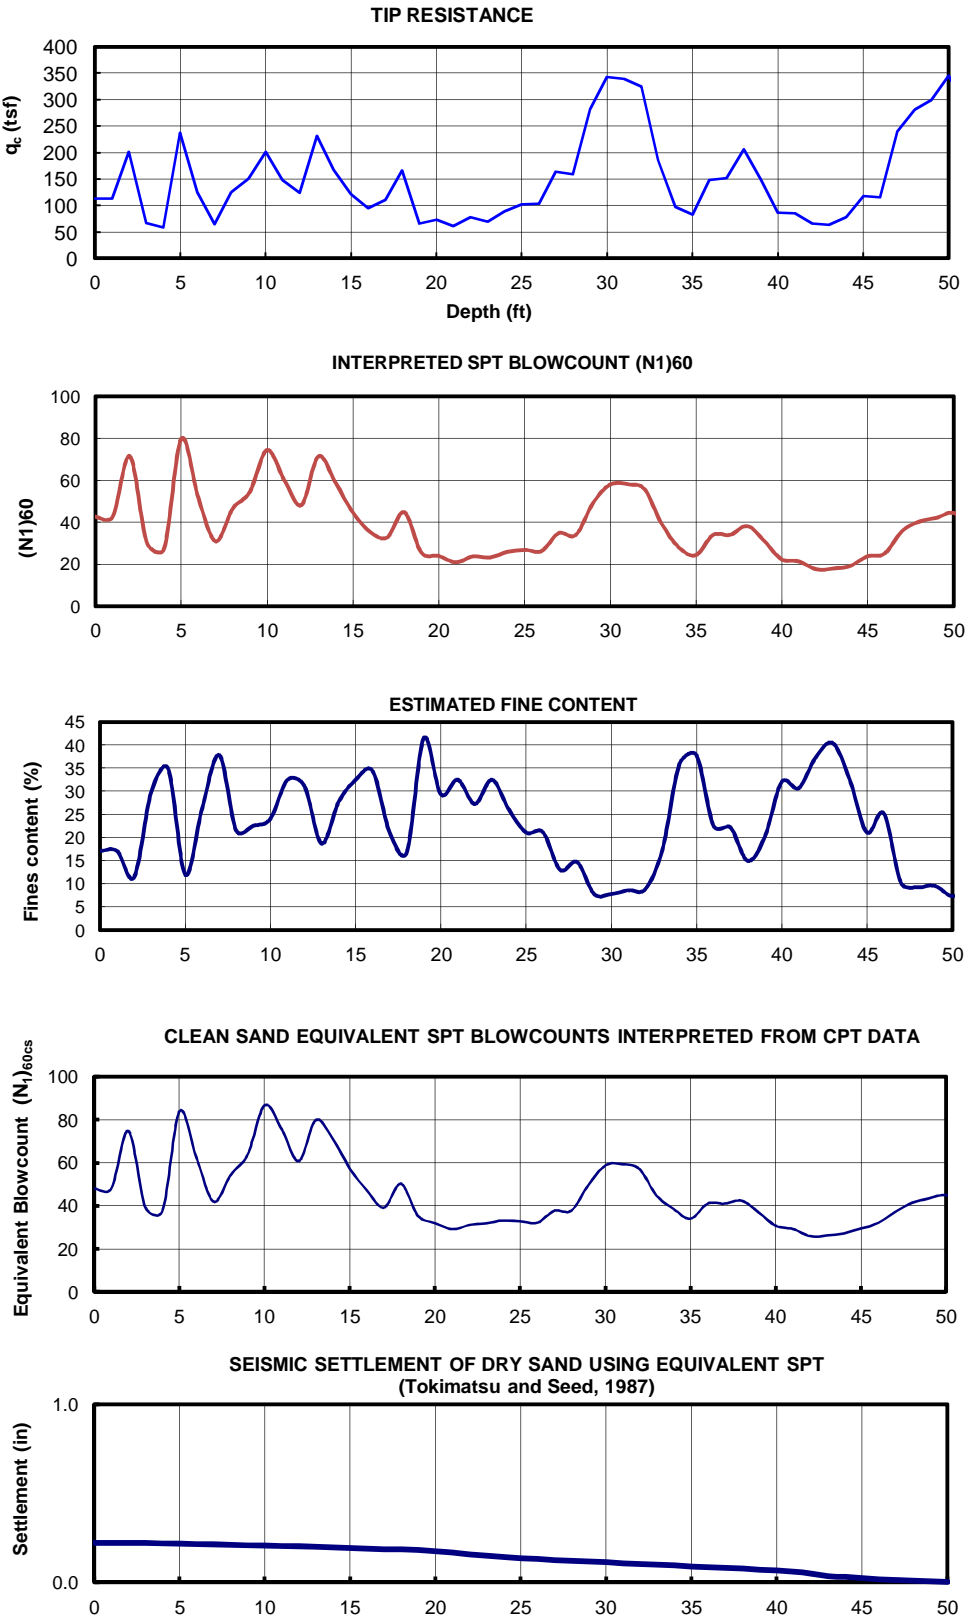 TIP RESISTANCE
400
350
300
250
200
150
100
50
0
qc (tsf)
0 5 10 15 20 25 30 35 40 45 50
Depth (ft)
INTERPRETED SPT BLOWCOUNT (N1)60
100
80
60
40
20
0
(N1)60
0 5 10 15 20 25 30 35 40 45 50
ESTIMATED FINE CONTENT
45
40
35
30
25
20
15
10
5
0
Fines content (%)
0 5 10 15 20 25 30 35 40 45 50
CLEAN SAND EQUIVALENT SPT BLOWCOUNTS INTERPRETED FROM CPT DATA
100
80
60
40
20
0
Equivalent Blowcount (N1)60cs
0 5 10 15 20 25 30 35 40 45 50
SEISMIC SETTLEMENT OF DRY SAND USING EQUIVALENT SPT
(Tokimatsu and Seed, 1987)
1.0
0.0
Settlement (in)
0 5 10 15 20 25 30 35 40 45 50